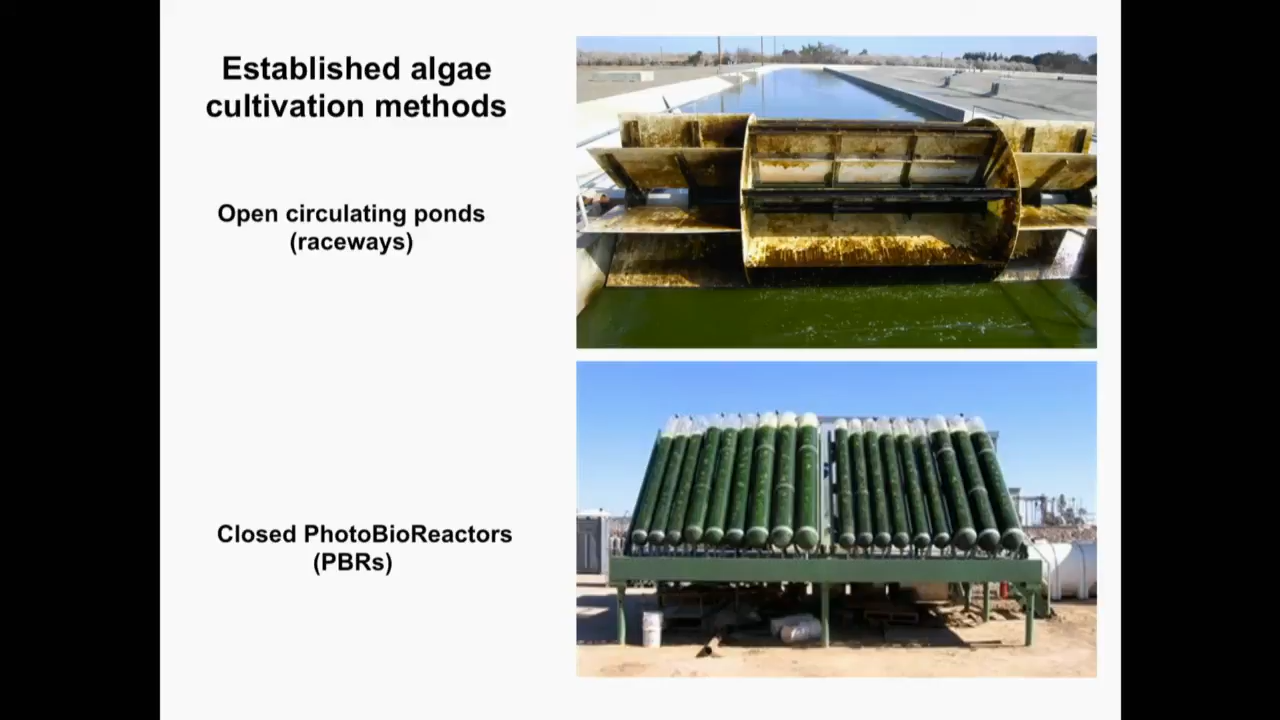 Established algae
cultivation methods
Open circulating ponds
(raceways)
Closed PhotoBioReactors
(PBRs)